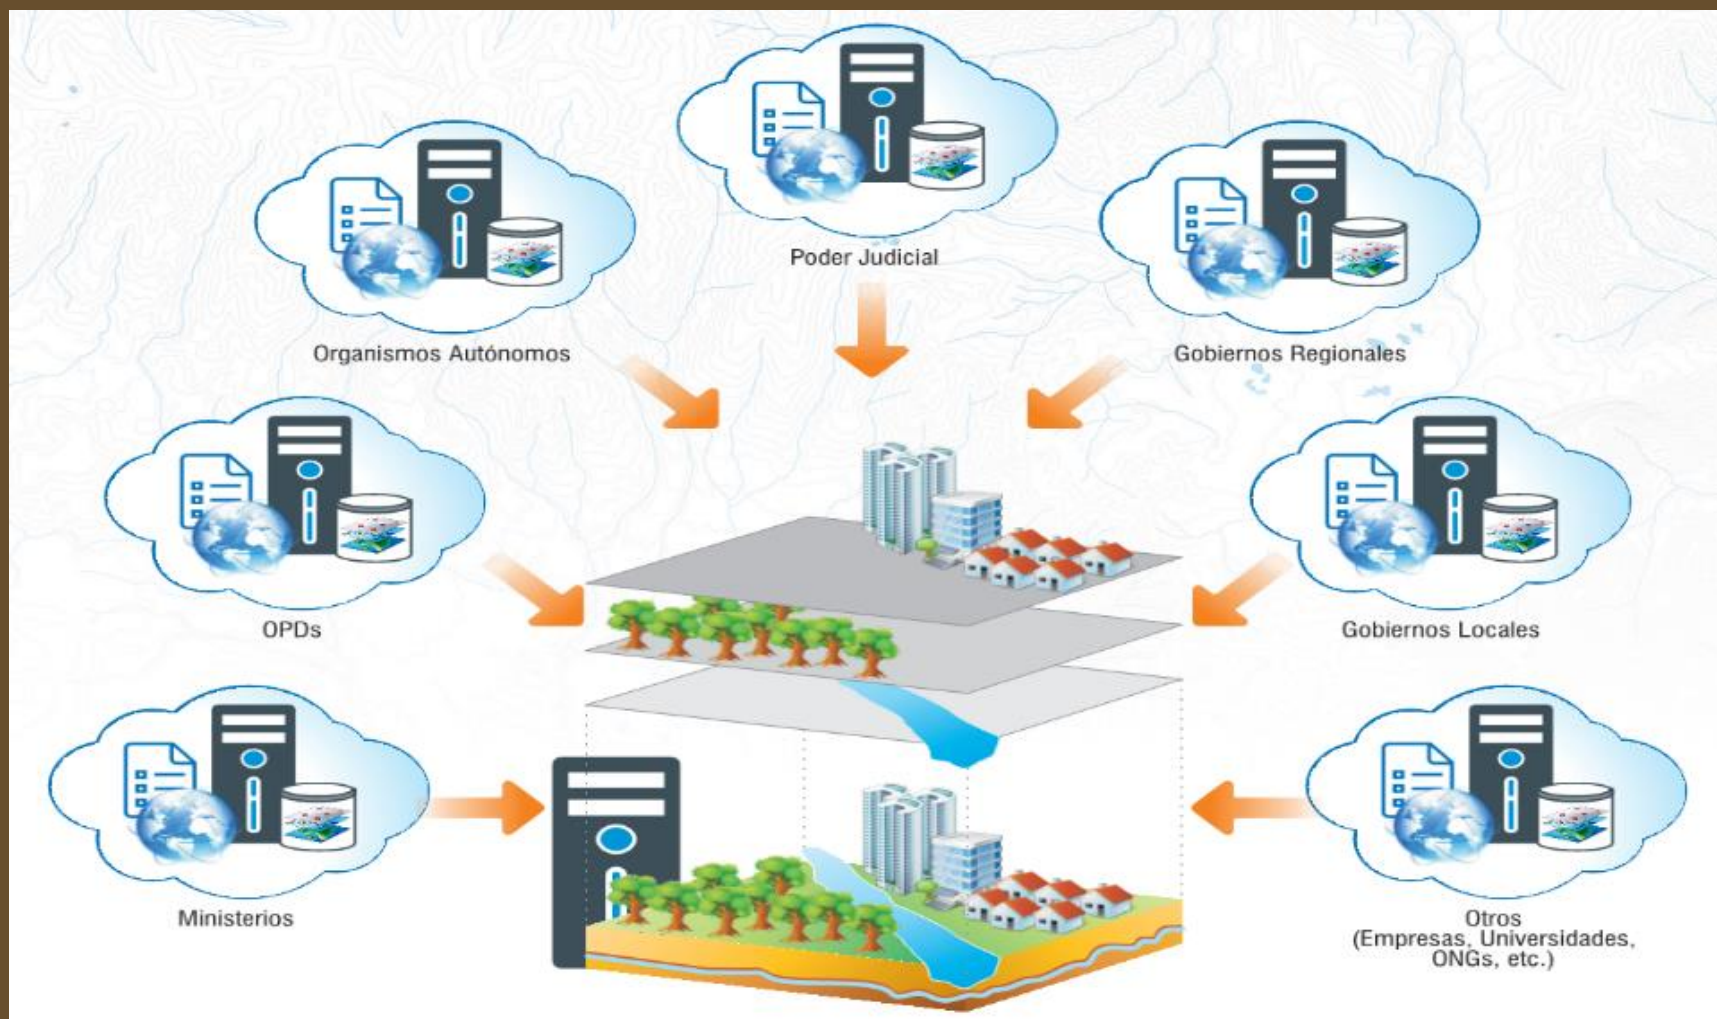 Poder Judicial
Organismos Autónomos
Gobiernos Regionales
OPDs
Gobiernos Locales
Ministerios
Otros
(Empresas, Universidades,
ONGs, etc.)